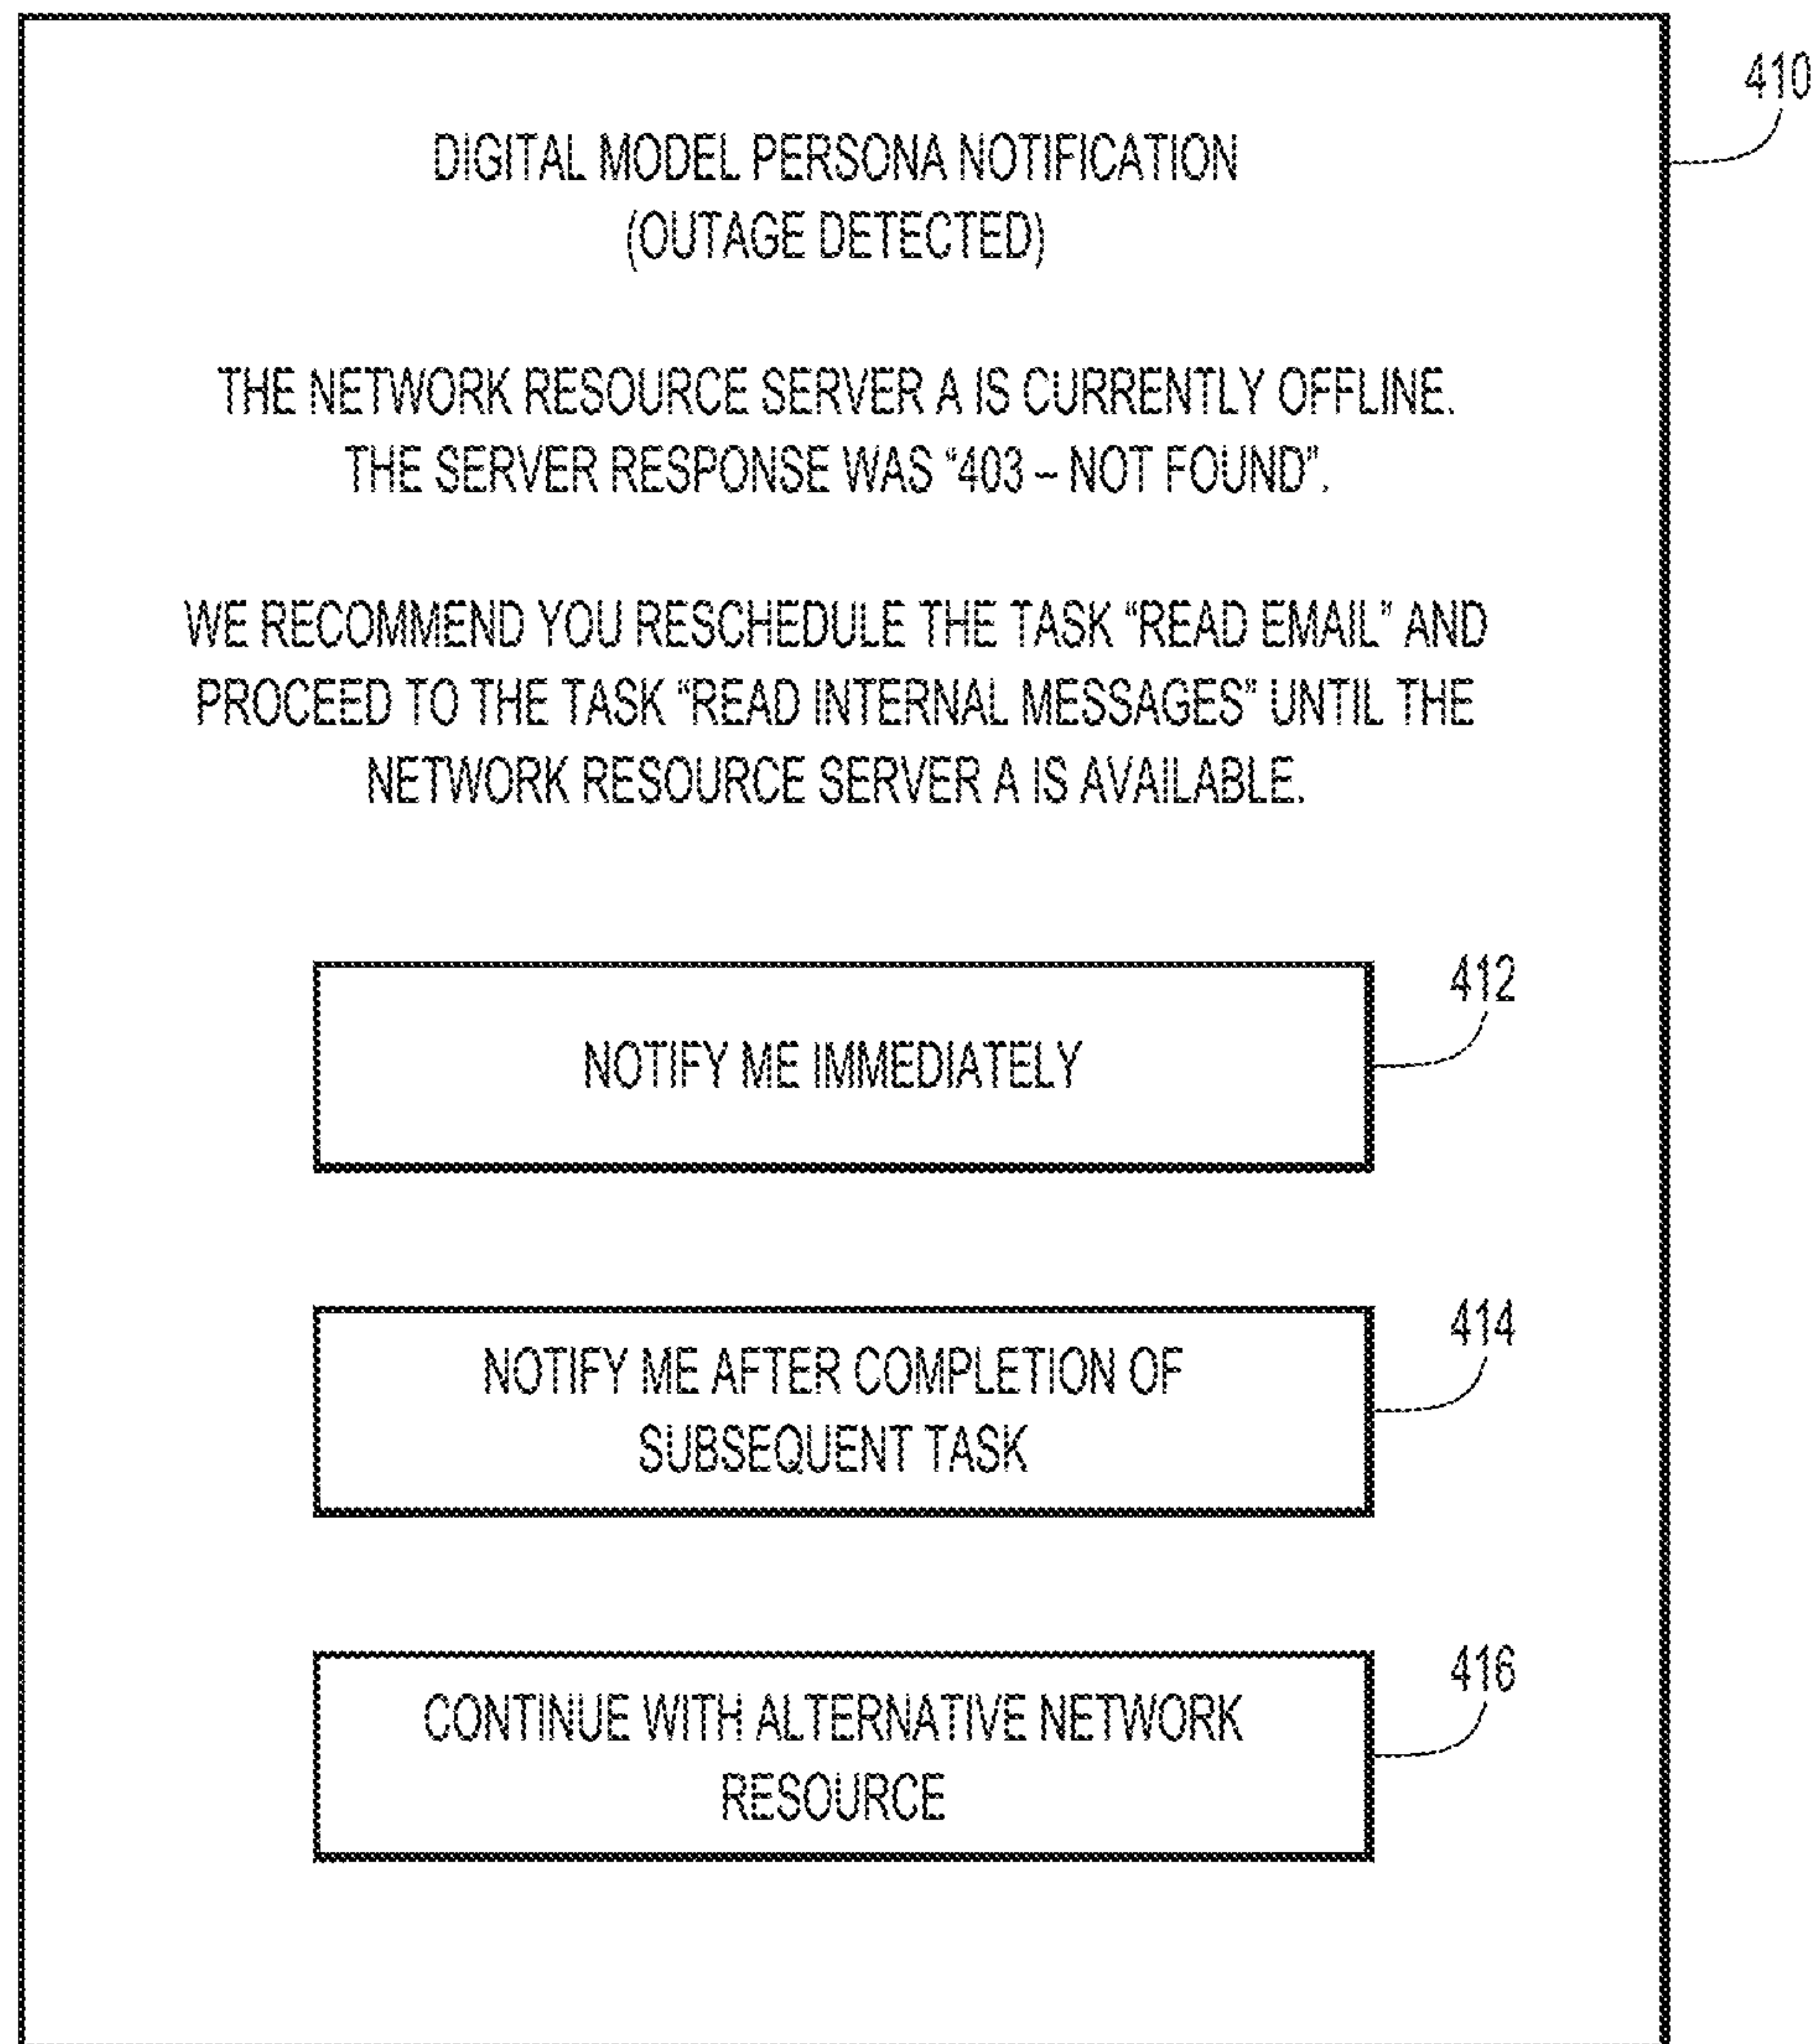 410
DIGITAL MODEL PERSONA NOTIFICATION
(OUTAGE DETECTED)
THE NETWORK RESOURCE SERVER A IS CURRENTLY OFFLINE.
THE SERVER RESPONSE WAS “403 – NOT FOUND”.
WE RECOMMEND YOU RESCHEDULE THE TASK “READ EMAIL” AND
PROCEED TO THE TASK “READ INTERNAL MESSAGES” UNTIL THE
NETWORK RESOURCE SERVER A IS AVAILABLE.
412
NOTIFY ME IMMEDIATELY
414
NOTIFY ME AFTER COMPLETION OF
SUBSEQUENT TASK
416
CONTINUE WITH ALTERNATIVE NETWORK
RESOURCE